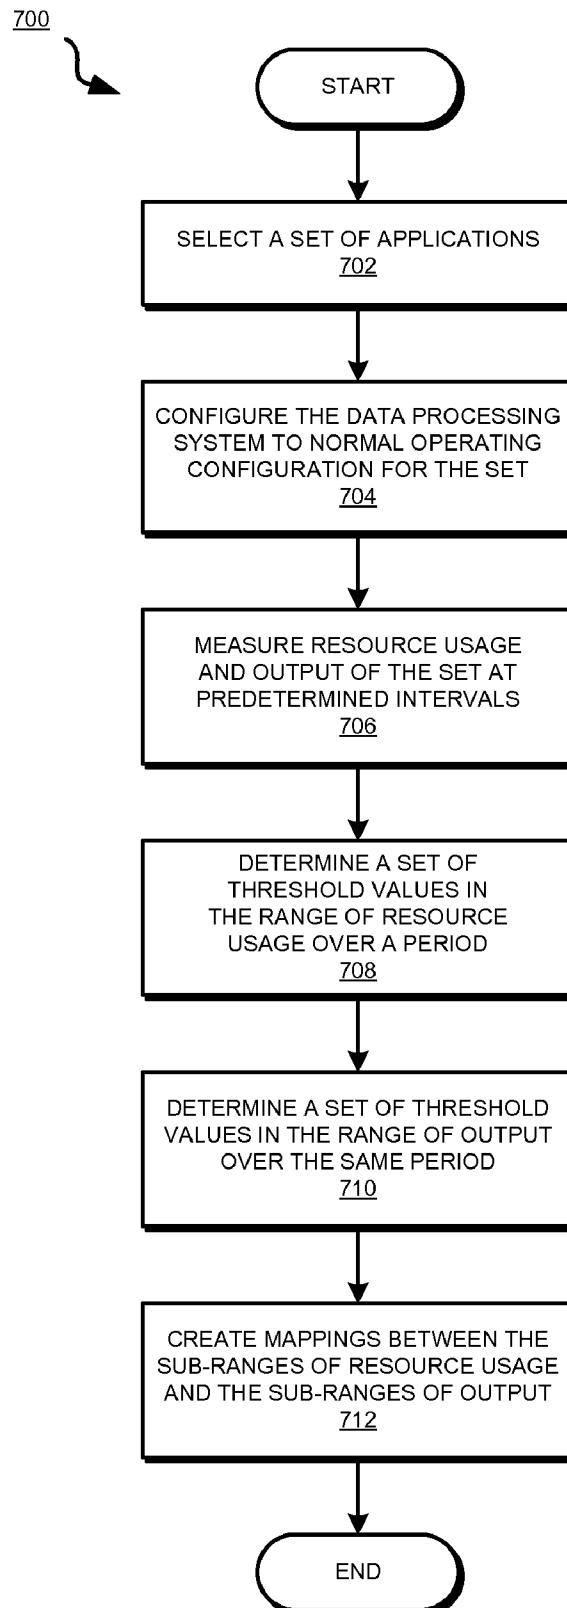 700
START
SELECT A SET OF APPLICATIONS
702
CONFIGURE THE DATA PROCESSING
SYSTEM TO NORMAL OPERATING
CONFIGURATION FOR THE SET
704
MEASURE RESOURCE USAGE
AND OUTPUT OF THE SET AT
PREDETERMINED INTERVALS
706
DETERMINE A SET OF
THRESHOLD VALUES IN
THE RANGE OF RESOURCE
USAGE OVER A PERIOD
708
DETERMINE A SET OF THRESHOLD
VALUES IN THE RANGE OF OUTPUT
OVER THE SAME PERIOD
710
CREATE MAPPINGS BETWEEN THE
SUB-RANGES OF RESOURCE USAGE
AND THE SUB-RANGES OF OUTPUT
712
END